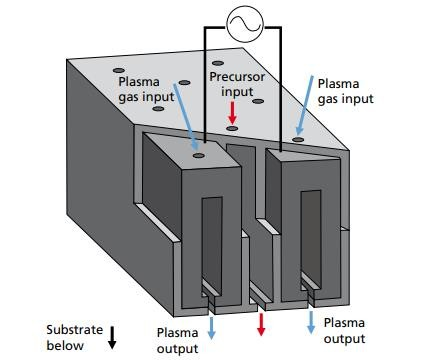 Plasma
gas input
Precursor
input
Plasma
gas input
Substrate
below
Plasma
output
Plasma
output